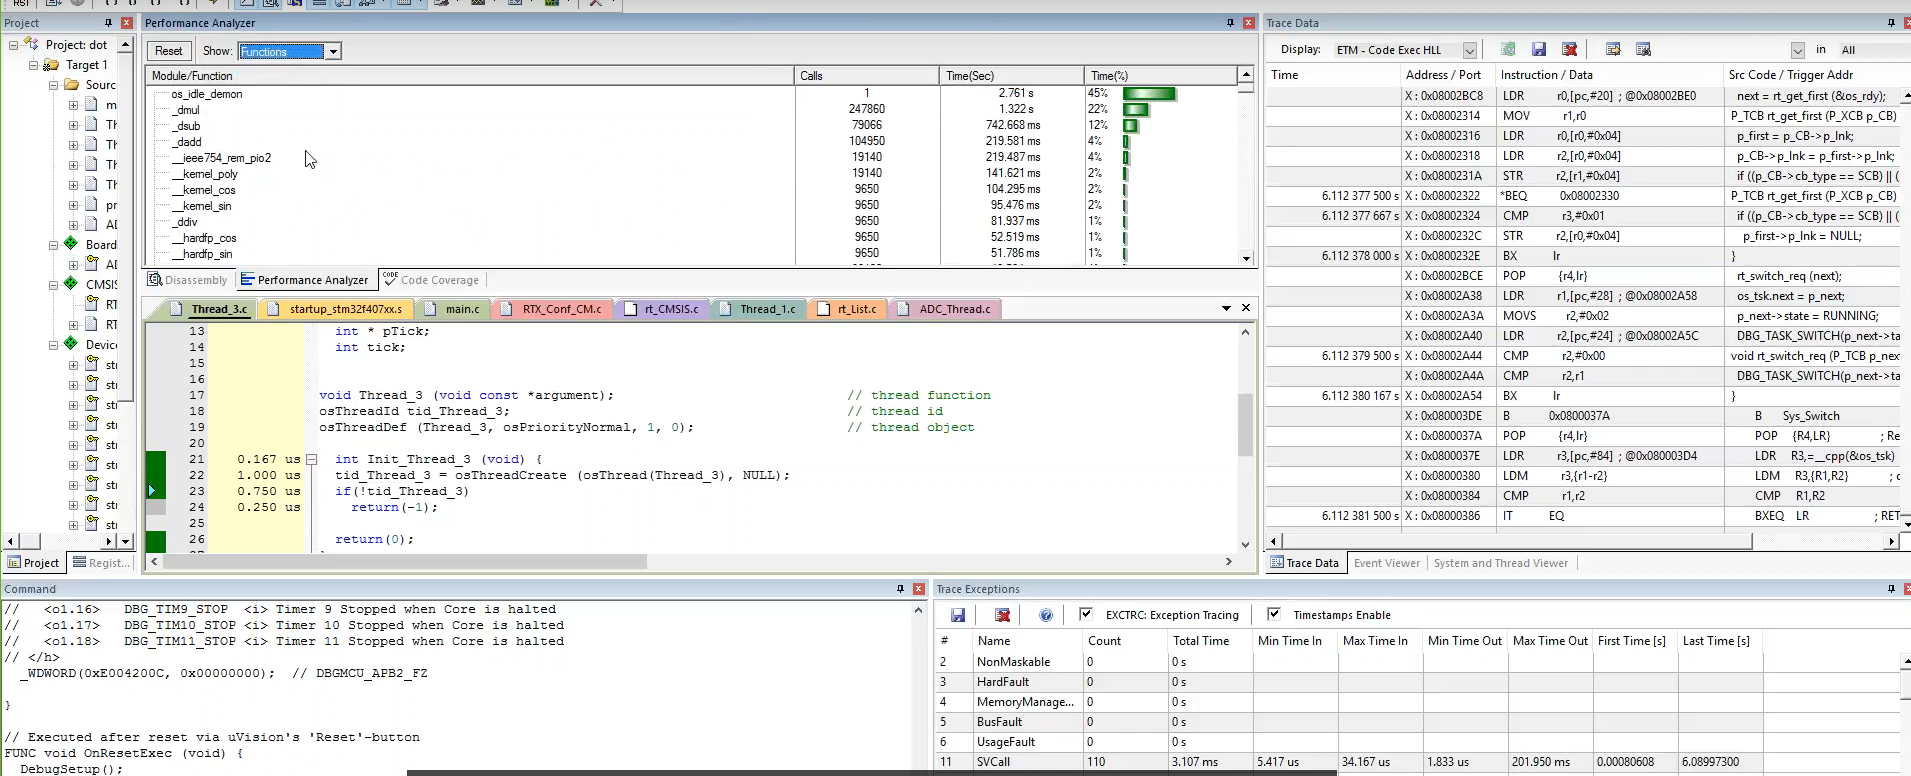 RST
Project
Project: dot
Target 1
Sourc
m
Th
Th
Th
Th
pr
AD
Board
AD
CMSIS
RT
RT
Device
st
st
st
st
st
st
st
st
st
Project
Regist...
Performance Analyzer
Reset Show: Functions
Module/Function Calls Time(Sec) Time(%)
os_idle_demon 1 2.761 s 45%
_dmul 247860 1.322 s 22%
_dsub 79066 742.668 ms 12%
_dadd 104950 219.581 ms 4%
__ieee754_rem_pio2 19140 219.487 ms 4%
__kernel_poly 19140 141.621 ms 2%
__kernel_cos 9650 104.295 ms 2%
__kernel_sin 9650 95.476 ms 2%
_ddiv 9650 81.937 ms 1%
__hardfp_cos 9650 52.519 ms 1%
__hardfp_sin 9650 51.786 ms 1%
Disassembly Performance Analyzer CODE Code Coverage
Thread_3.c startup_stm32f407xx.s main.c RTX_Conf_CM.c rt_CMSIS.c Thread_1.c rt_List.c ADC_Thread.c
13 int * pTick;
14 int tick;
15
16
17 void Thread_3 (void const *argument); // thread function
18 osThreadId tid_Thread_3; // thread id
19 osThreadDef (Thread_3, osPriorityNormal, 1, 0); // thread object
20
21 0.167 us int Init_Thread_3 (void) {
22 1.000 us tid_Thread_3 = osThreadCreate (osThread(Thread_3), NULL);
23 0.750 us if(!tid_Thread_3)
24 0.250 us return(-1);
25
26 return(0);
Trace Data
Display: ETM - Code Exec HLL in All
Time Address / Port Instruction / Data Src Code / Trigger Addr
X : 0x08002BC8 LDR r0,[pc,#20] ; @0x08002BE0 next = rt_get_first (&os_rdy);
X : 0x08002314 MOV r1,r0 P_TCB rt_get_first (P_XCB p_CB)
X : 0x08002316 LDR r0,[r0,#0x04] p_first = p_CB->p_lnk;
X : 0x08002318 LDR r2,[r0,#0x04] p_CB->p_lnk = p_first->p_lnk;
X : 0x0800231A STR r2,[r1,#0x04] if ((p_CB->cb_type == SCB) || (
6.112 377 500 s X : 0x08002322 *BEQ 0x08002330 P_TCB rt_get_first (P_XCB p_CB)
6.112 377 667 s X : 0x08002324 CMP r3,#0x01 if ((p_CB->cb_type == SCB) || (
X : 0x0800232C STR r2,[r0,#0x04] p_first->p_lnk = NULL;
6.112 378 000 s X : 0x0800232E BX lr }
X : 0x08002BCE POP {r4,lr} rt_switch_req (next);
X : 0x08002A38 LDR r1,[pc,#28] ; @0x08002A58 os_tsk.next = p_next;
X : 0x08002A3A MOVS r2,#0x02 p_next->state = RUNNING;
X : 0x08002A40 LDR r2,[pc,#24] ; @0x08002A5C DBG_TASK_SWITCH(p_next->ta
6.112 379 500 s X : 0x08002A44 CMP r2,#0x00 void rt_switch_req (P_TCB p_nex
X : 0x08002A4A CMP r2,r1 DBG_TASK_SWITCH(p_next->ta
6.112 380 167 s X : 0x08002A54 BX lr }
X : 0x080003DE B 0x0800037A B Sys_Switch
X : 0x0800037A POP {r4,lr} POP {R4,LR} ; Re
X : 0x0800037E LDR r3,[pc,#84] ; @0x080003D4 LDR R3,=__cpp(&os_tsk)
X : 0x08000380 LDM r3,{r1-r2} LDM R3,{R1,R2} ; c
X : 0x08000384 CMP r1,r2 CMP R1,R2
6.112 381 500 s X : 0x08000386 IT EQ BXEQ LR ; RET
Trace Data Event Viewer System and Thread Viewer
Command
// <o1.16> DBG_TIM9_STOP <i> Timer 9 Stopped when Core is halted
// <o1.17> DBG_TIM10_STOP <i> Timer 10 Stopped when Core is halted
// <o1.18> DBG_TIM11_STOP <i> Timer 11 Stopped when Core is halted
// </h>
_WDWORD(0xE004200C, 0x00000000); // DBGMCU_APB2_FZ
}
// Executed after reset via uVision's 'Reset'-button
FUNC void OnResetExec (void) {
DebugSetup();
Trace Exceptions
EXCTRC: Exception Tracing Timestamps Enable
# Name Count Total Time Min Time In Max Time In Min Time Out Max Time Out First Time [s] Last Time [s]
2 NonMaskable 0 0 s
3 HardFault 0 0 s
4 MemoryManage... 0 0 s
5 BusFault 0 0 s
6 UsageFault 0 0 s
11 SVCall 110 3.107 ms 5.417 us 34.167 us 1.833 us 201.950 ms 0.00080608 6.08997300